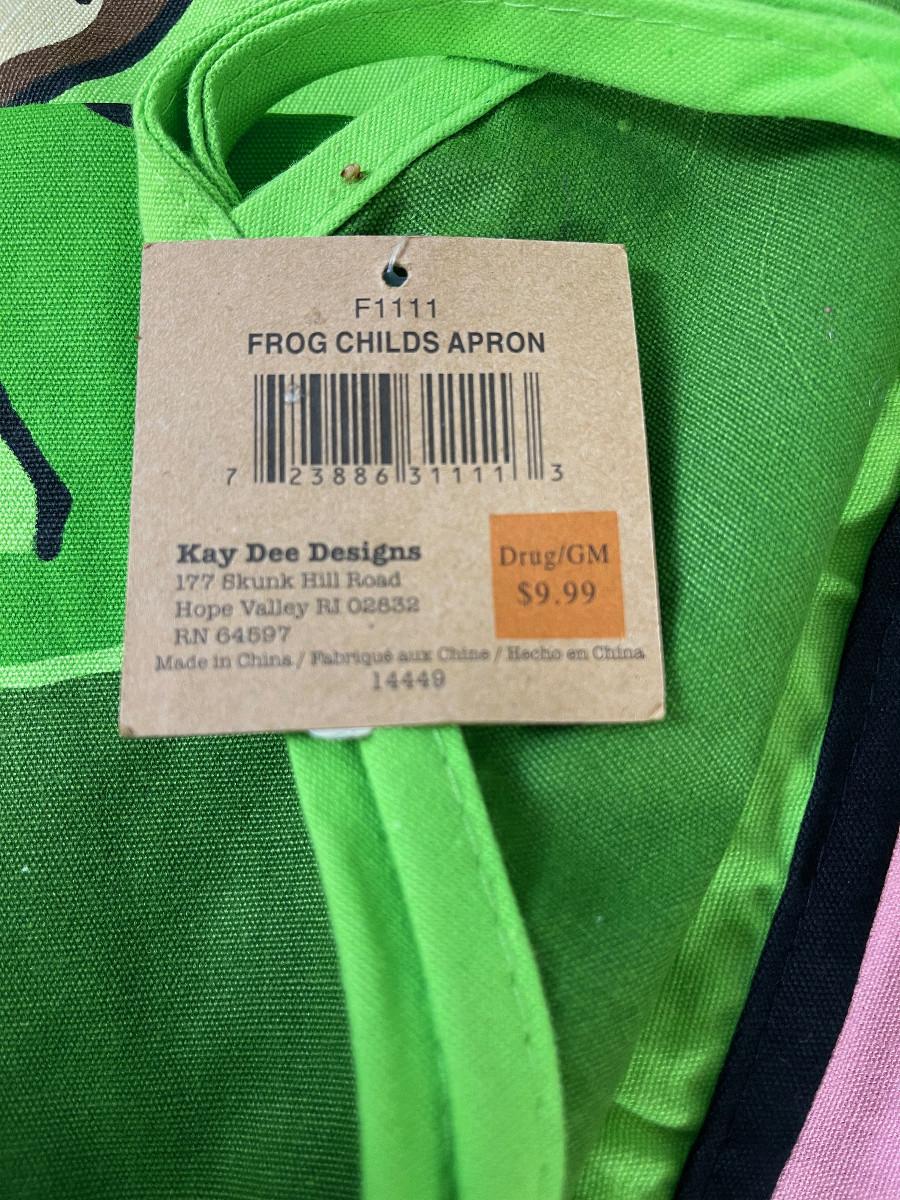 F1111
FROG CHILDS APRON
7 23886 31111 3
Kay Dee Designs
177 Skunk Hill Road
Hope Valley RI 02832
RN 64597
Drug/GM
$9.99
Made in China / Fabriqué aux Chine / Hecho en China
14449